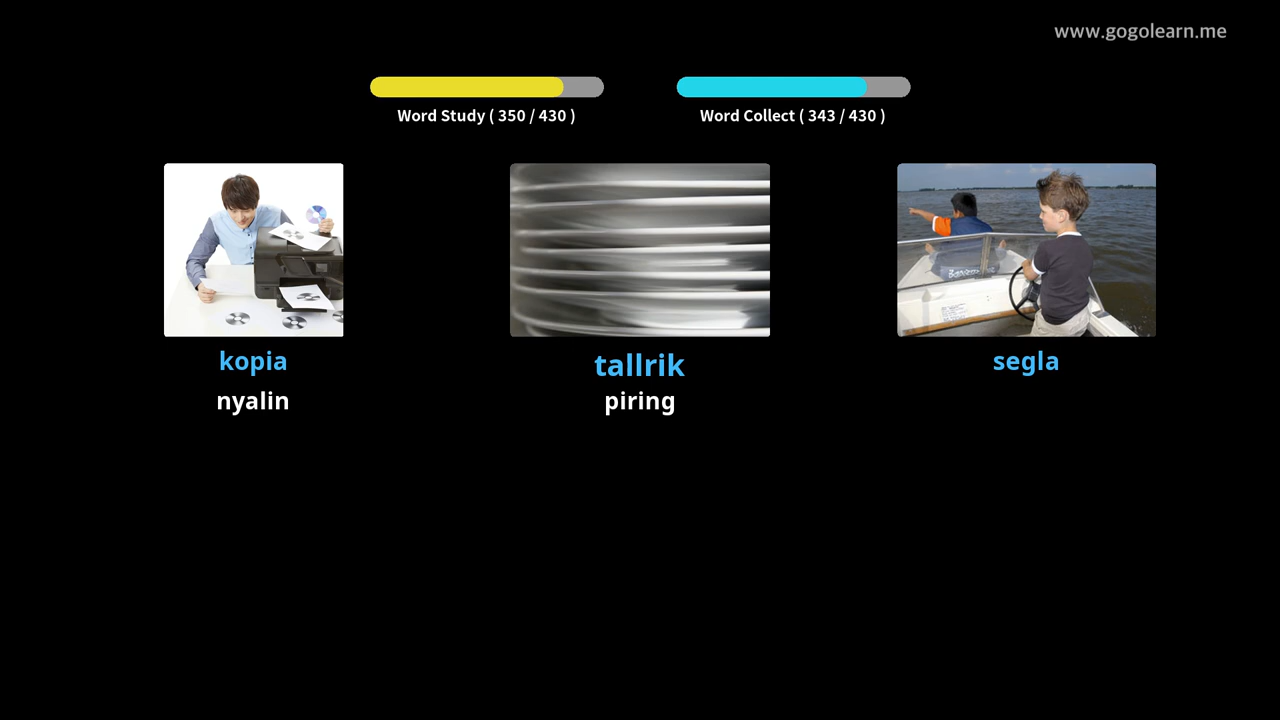 www.gogolearn.me
Word Study ( 350 / 430 )
Word Collect ( 343 / 430 )
kopia
nyalin
tallrik
piring
segla